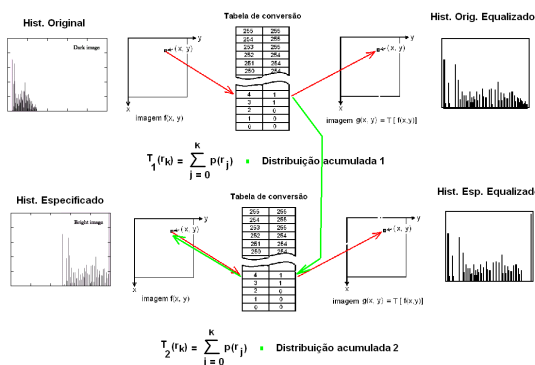 Hist. Original
Dark image
y
(x, y)
x
imagem f(x, y)
Tabela de conversão
255 255
254 255
253 255
252 254
251 254
250 254
4 1
3 1
2 0
1 0
0 0
y
(x, y)
x
imagem g(x, y) = T [ f(x,y)]
Hist. Orig. Equalizado
T1(rk) = K ∑ j = 0 p(rj) Distribuição acumulada 1
Hist. Especificado
Bright image
y
(x, y)
x
imagem f(x, y)
Tabela de conversão
255 255
254 255
253 255
252 254
251 254
250 254
4 1
3 1
2 0
1 0
0 0
y
(x, y)
x
imagem g(x, y) = T [ f(x,y)]
Hist. Esp. Equalizado
T2(rk) = K ∑ j = 0 p(rj) Distribuição acumulada 2